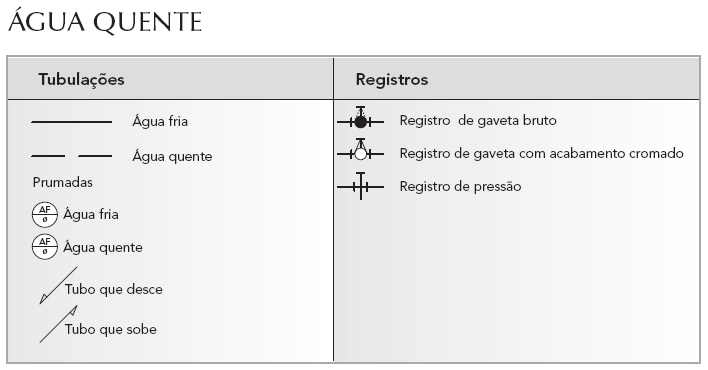 ÁGUA QUENTE
Tubulações
Água fria
Água quente
Prumadas
AF
ø
Água fria
AF
ø
Água quente
Tubo que desce
Tubo que sobe
Registros
Registro de gaveta bruto
Registro de gaveta com acabamento cromado
Registro de pressão